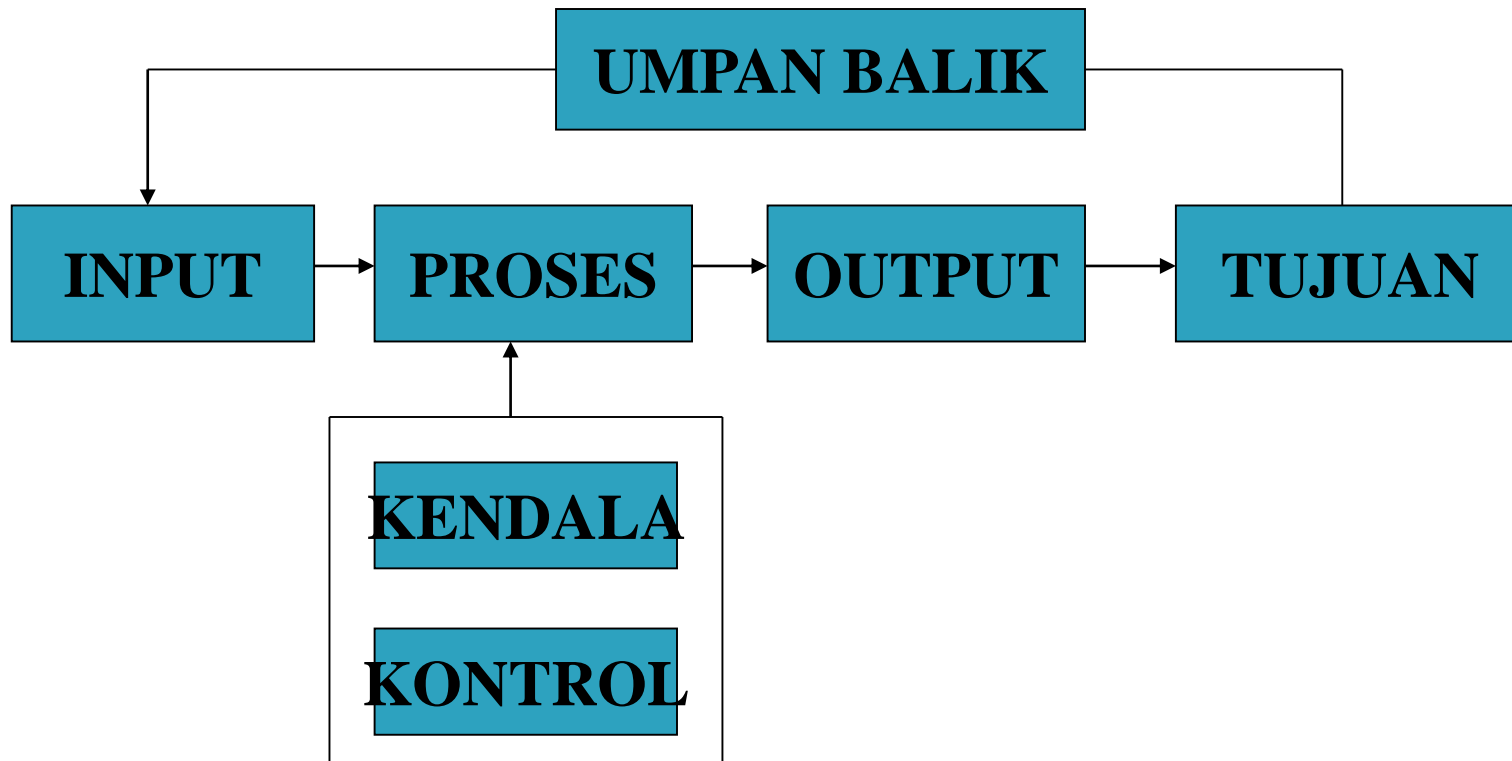 UMPAN BALIK
INPUT
PROSES
OUTPUT
TUJUAN
KENDALA
KONTROL